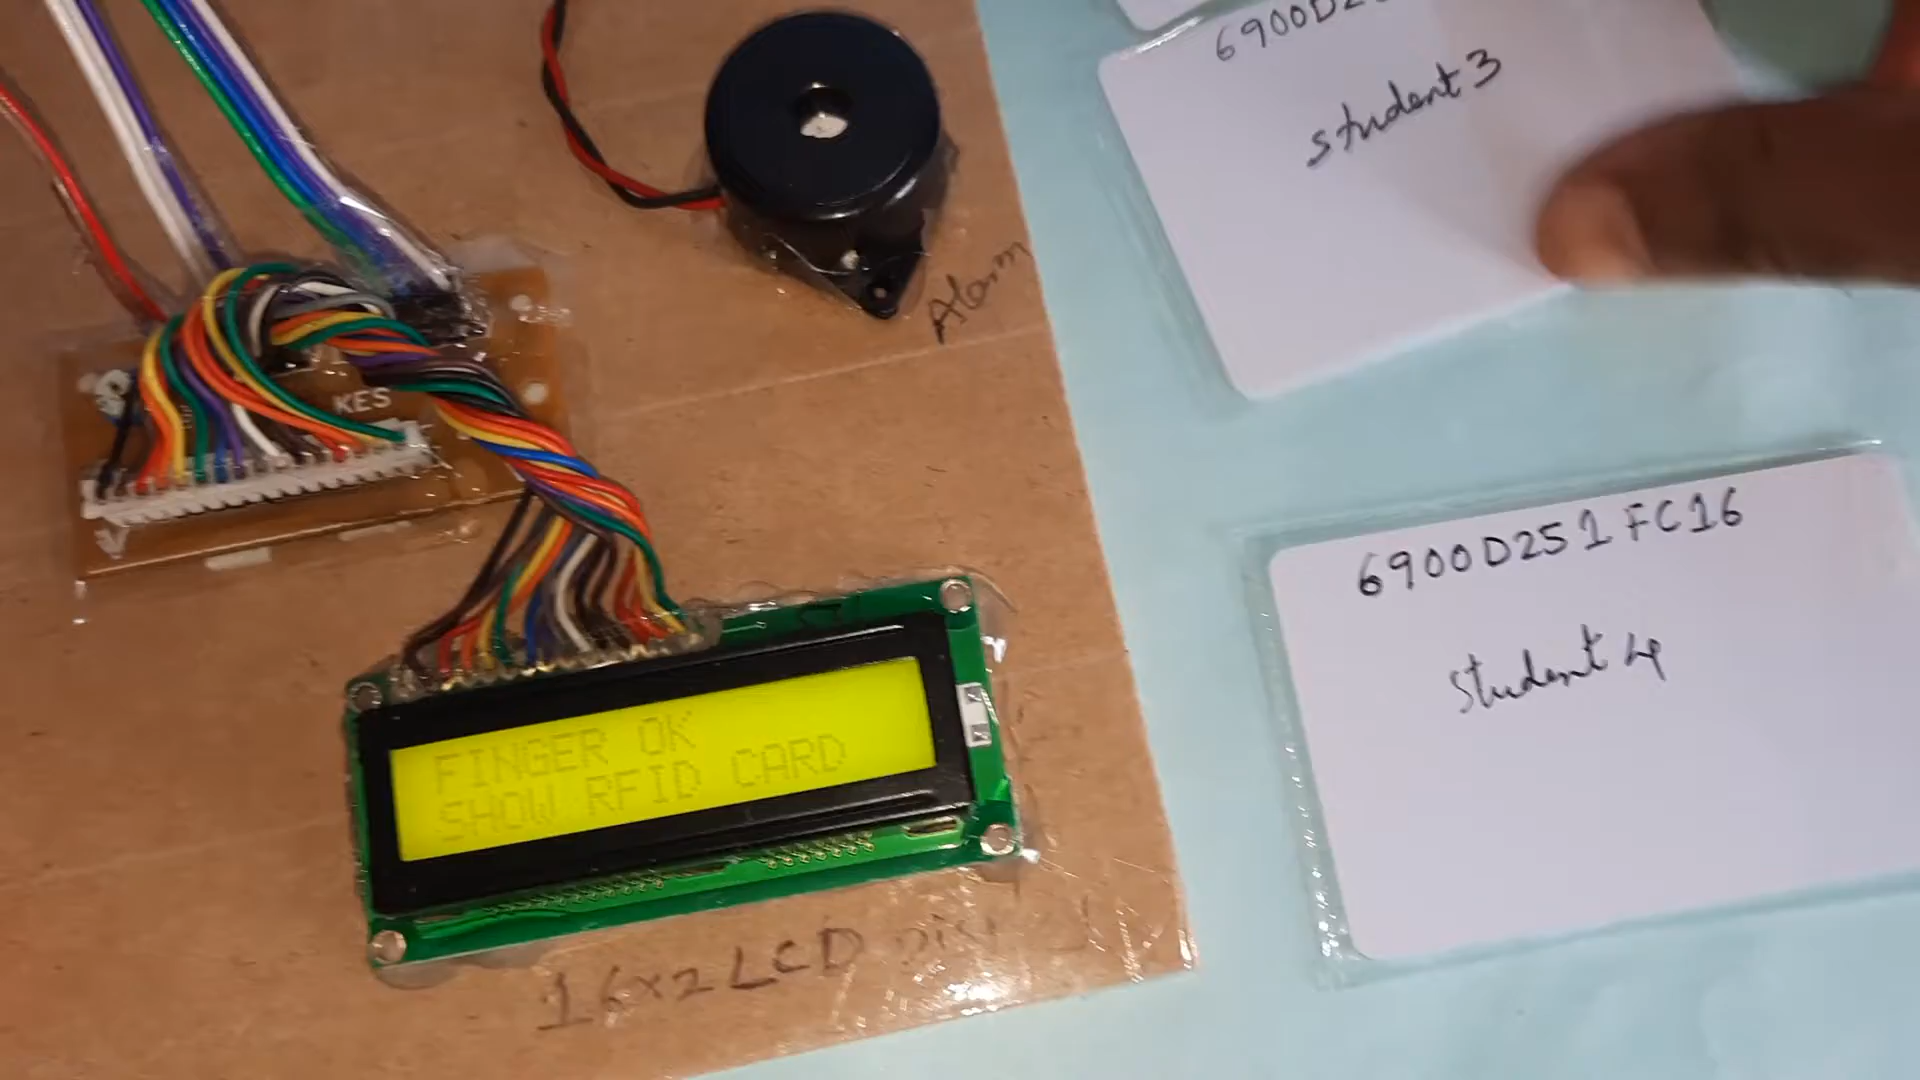 6900D2
student 3
Alarm
KES
6900D251FC16
Student 4
FINGER OK
SHOW RFID CARD
16x2 LCD